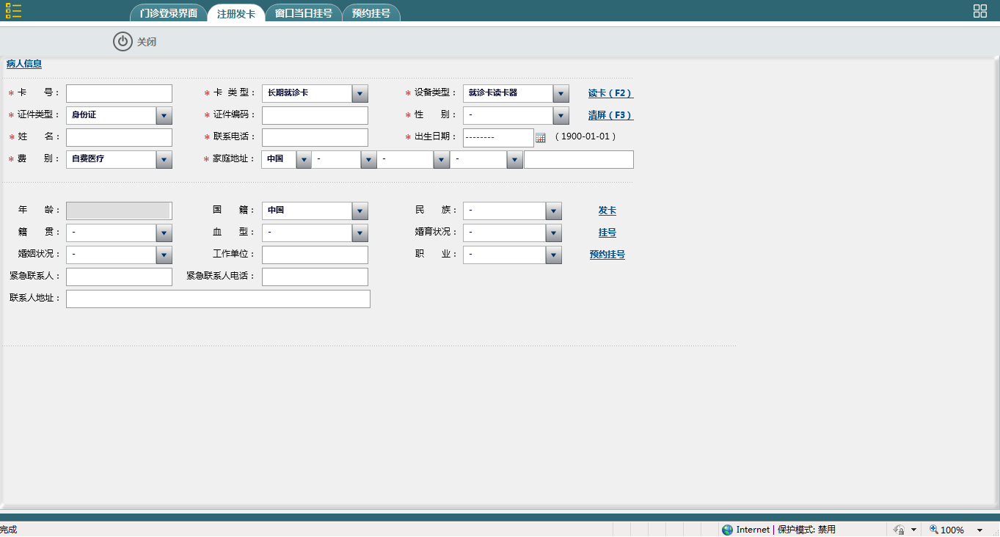 门诊登录界面 注册发卡 窗口当日挂号 预约挂号
关闭
病人信息
* 卡 号： * 卡 类 型： 长期就诊卡 * 设备类型： 就诊卡读卡器 读卡（F2）
* 证件类型： 身份证 * 证件编码： * 性 别： - 清屏（F3）
* 姓 名： * 联系电话： * 出生日期： -------- （1900-01-01）
* 费 别： 自费医疗 * 家庭地址： 中国 - - -
年 龄： 国 籍： 中国 民 族： - 发卡
籍 贯： - 血 型： - 婚育状况： - 挂号
婚姻状况： - 工作单位： 职 业： - 预约挂号
紧急联系人： 紧急联系人电话：
联系人地址：
完成 Internet | 保护模式: 禁用 100%